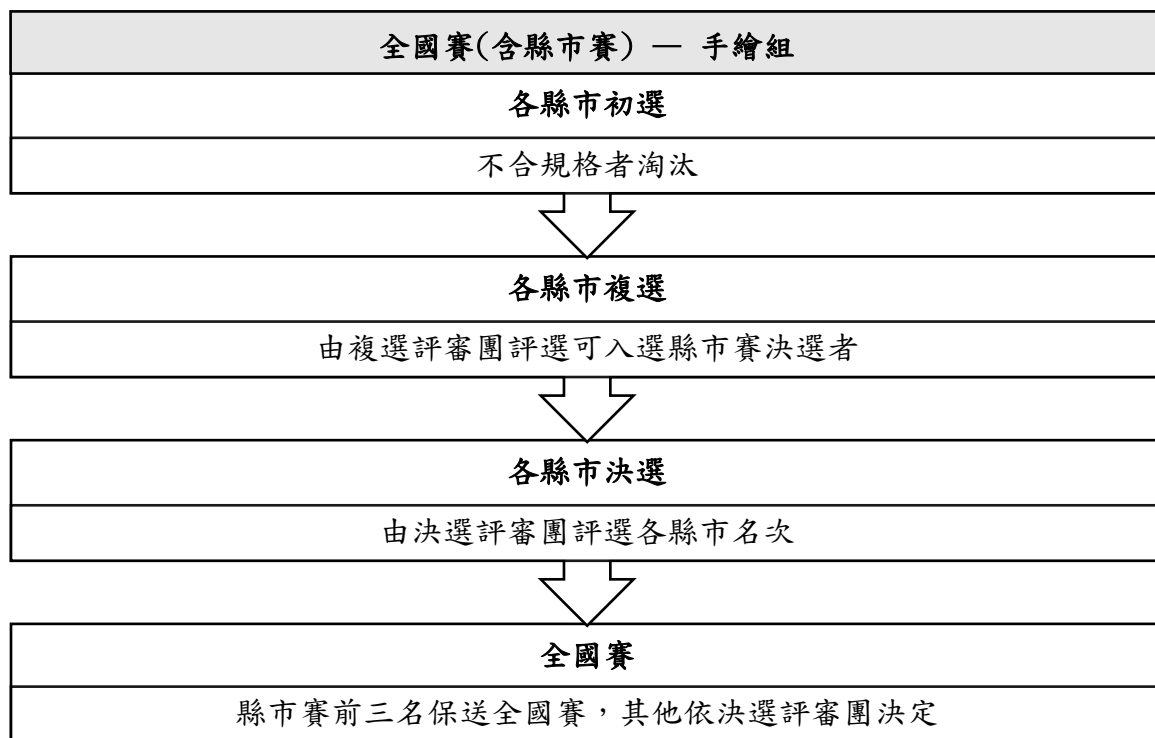 全國賽(含縣市賽) — 手繪組
各縣市初選
不合規格者淘汰
各縣市複選
由複選評審團評選可入選縣市賽決選者
各縣市決選
由決選評審團評選各縣市名次
全國賽
縣市賽前三名保送全國賽，其他依決選評審團決定